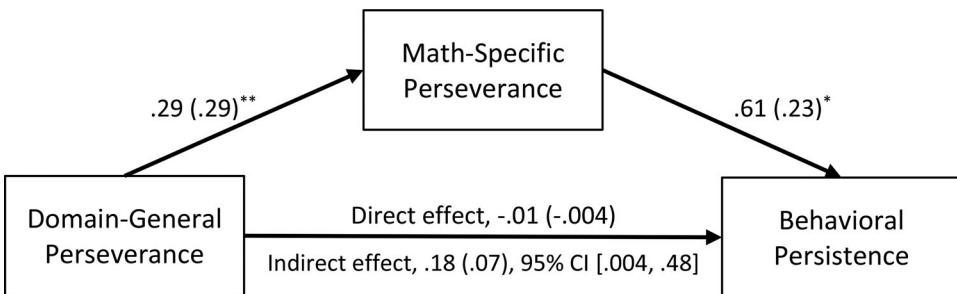 Math-Specific
Perseverance
.29 (.29)**
.61 (.23)*
Domain-General
Perseverance
Direct effect, -.01 (-.004)
Indirect effect, .18 (.07), 95% CI [.004, .48]
Behavioral
Persistence